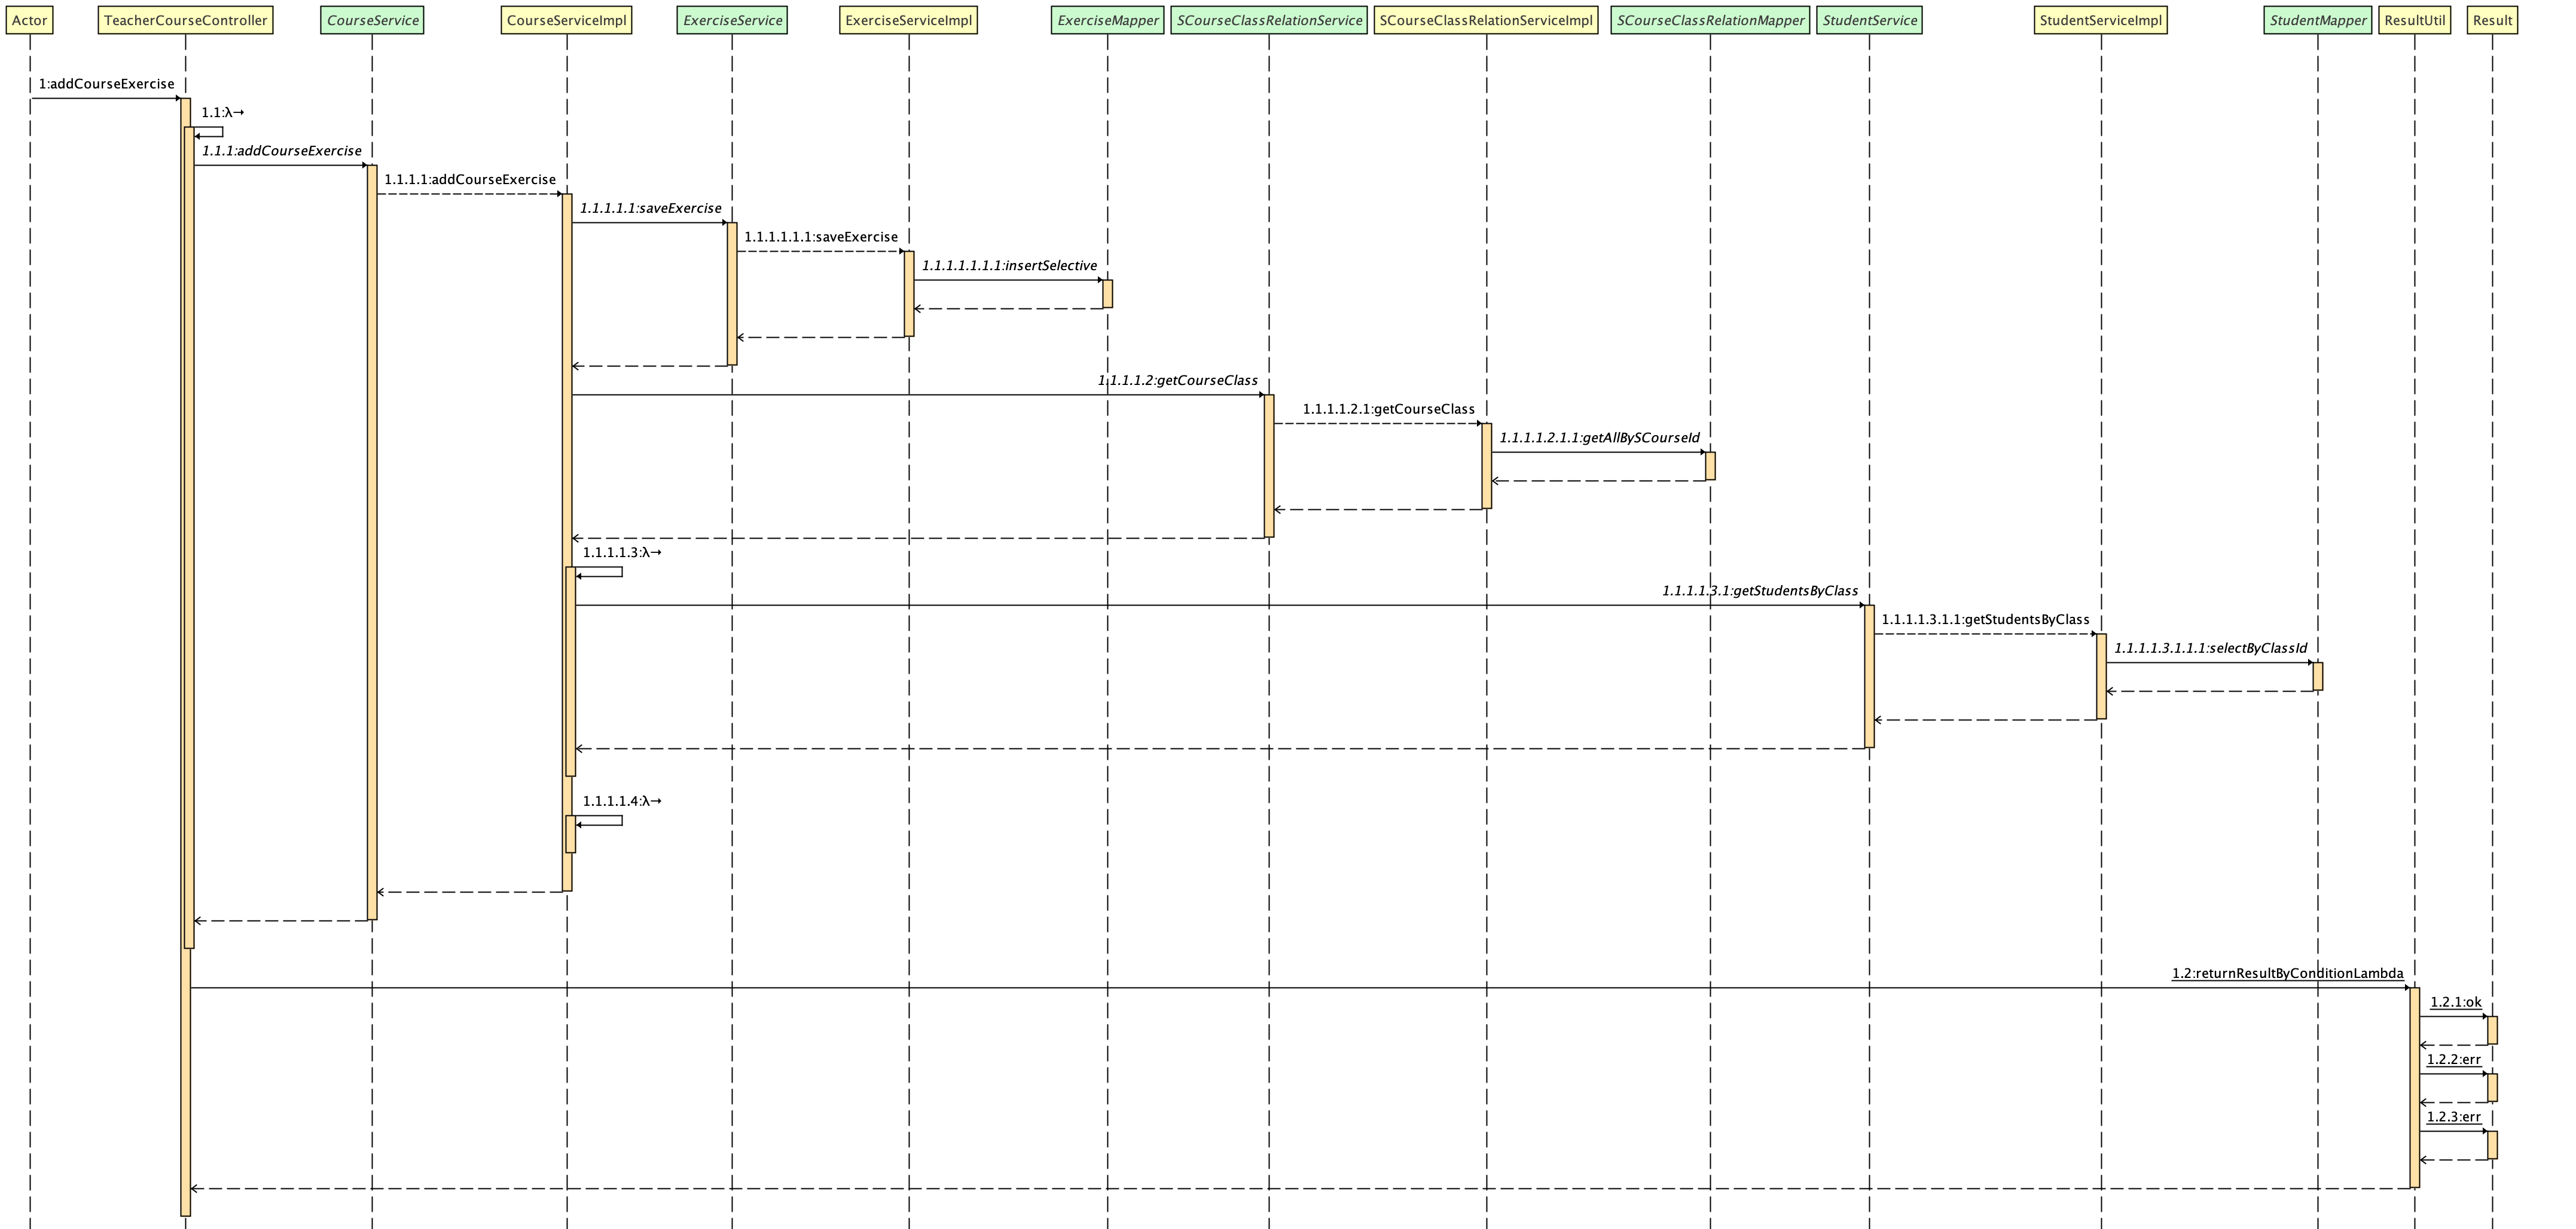 Actor
TeacherCourseController
CourseService
CourseServiceImpl
ExerciseService
ExerciseServiceImpl
ExerciseMapper
SCourseClassRelationService
SCourseClassRelationServiceImpl
SCourseClassRelationMapper
StudentService
StudentServiceImpl
StudentMapper
ResultUtil
Result
1:addCourseExercise
1.1:λ→
1.1.1:addCourseExercise
1.1.1.1:addCourseExercise
1.1.1.1.1:saveExercise
1.1.1.1.1.1:saveExercise
1.1.1.1.1.1.1:insertSelective
1.1.1.1.2:getCourseClass
1.1.1.1.2.1:getCourseClass
1.1.1.1.2.1.1:getAllBySCourseId
1.1.1.1.3:λ→
1.1.1.1.3.1:getStudentsByClass
1.1.1.1.3.1.1:getStudentsByClass
1.1.1.1.3.1.1.1:selectByClassId
1.1.1.1.4:λ→
1.2:returnResultByConditionLambda
1.2.1:ok
1.2.2:err
1.2.3:err